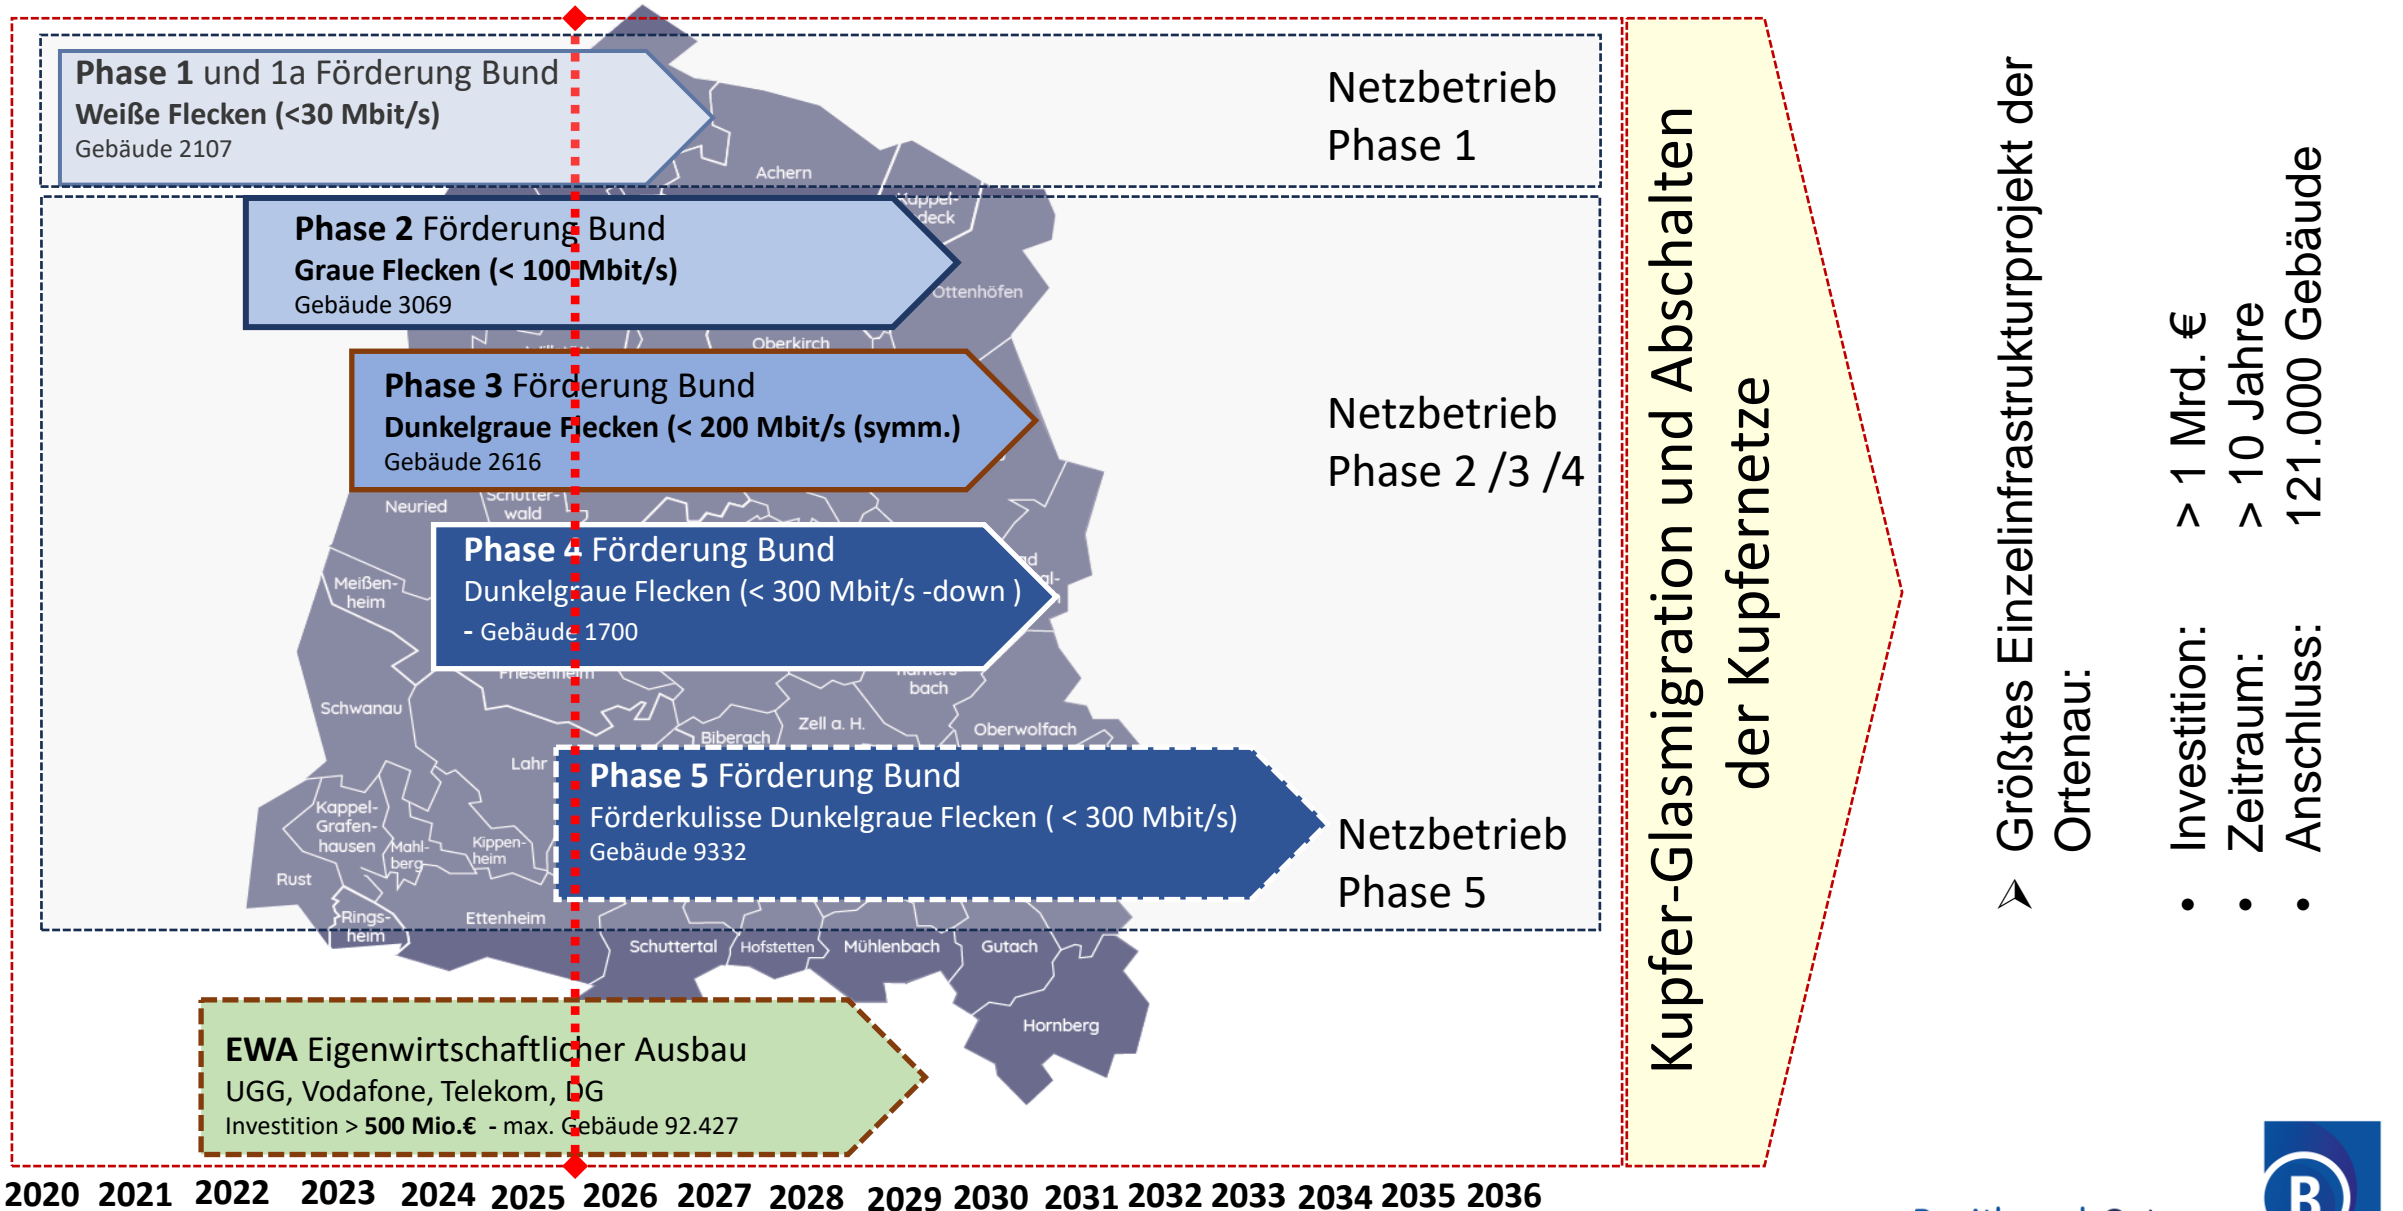 Phase 1 und 1a Förderung Bund
Weiße Flecken (<30 Mbit/s)
Gebäude 2107
Netzbetrieb
Phase 1
Achern
Kappel-
deck
Phase 2 Förderung Bund
Graue Flecken (< 100 Mbit/s)
Gebäude 3069
Ottenhöfen
Oberkirch
Phase 3 Förderung Bund
Dunkelgraue Flecken (< 200 Mbit/s (symm.)
Gebäude 2616
Netzbetrieb
Phase 2 /3 /4
Neuried
Schutter-
wald
Phase 4 Förderung Bund
Dunkelgraue Flecken (< 300 Mbit/s -down )
- Gebäude 1700
Meißen-
heim
Friesenheim
bach
Schwanau
Zell a. H.
Biberach
Oberwolfach
Lahr
Phase 5 Förderung Bund
Förderkulisse Dunkelgraue Flecken ( < 300 Mbit/s)
Gebäude 9332
Netzbetrieb
Phase 5
Kappel-
Grafen-
hausen
Mahl-
berg
Kippen-
heim
Rust
Rings-
heim
Ettenheim
Schuttertal
Hofstetten
Mühlenbach
Gutach
Hornberg
EWA Eigenwirtschaftlicher Ausbau
UGG, Vodafone, Telekom, DG
Investition > 500 Mio.€ - max. Gebäude 92.427
2020 2021 2022 2023 2024 2025 2026 2027 2028 2029 2030 2031 2032 2033 2034 2035 2036
Kupfer-Glasmigration und Abschalten
der Kupfernetze
➢ Größtes Einzelinfrastrukturprojekt der
Ortenau:
• Investition: > 1 Mrd. €
• Zeitraum: > 10 Jahre
• Anschluss: 121.000 Gebäude
B